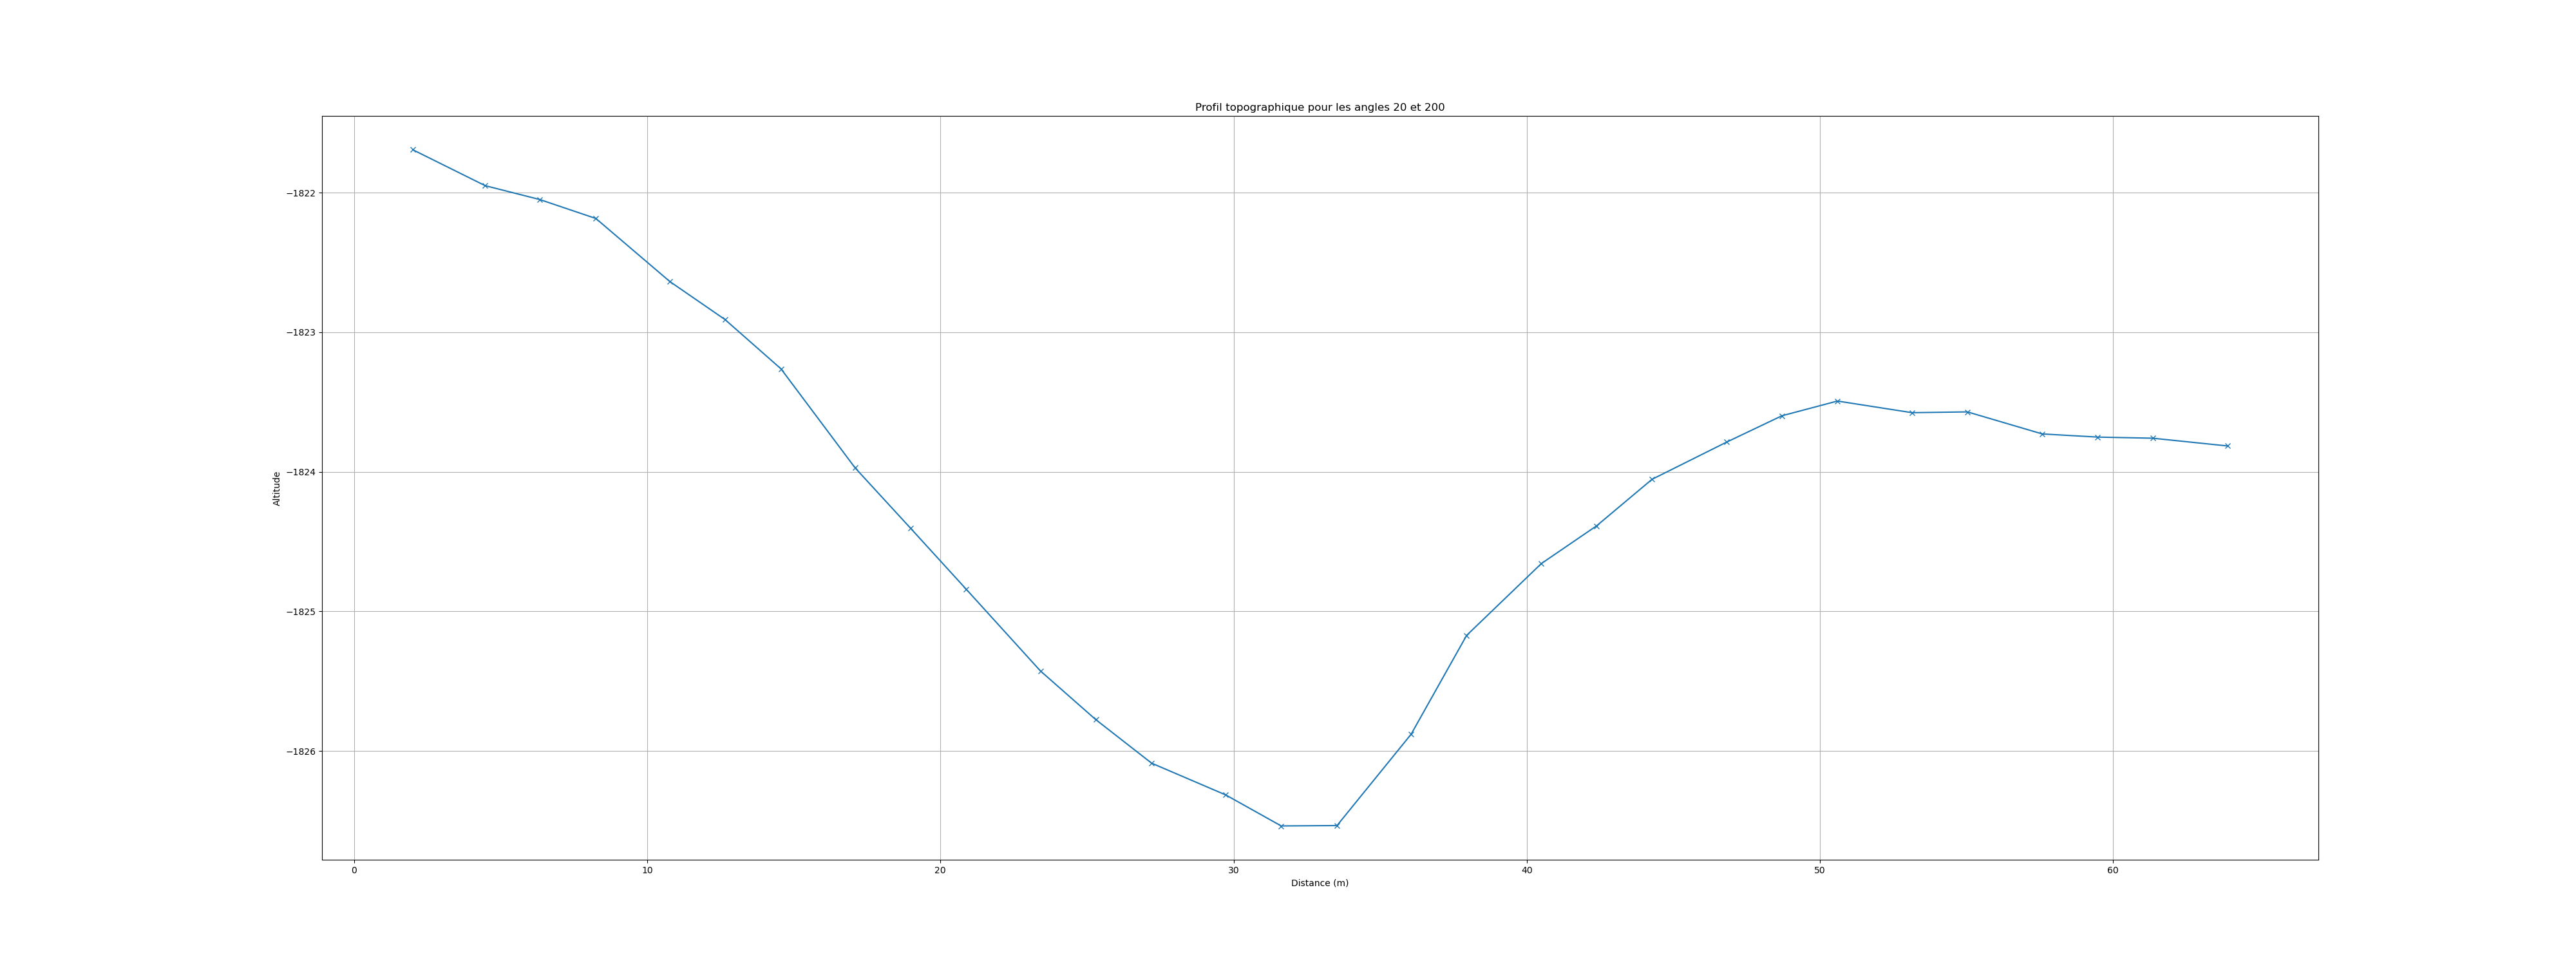 Profil topographique pour les angles 20 et 200
−1822
−1823
−1824
−1825
−1826
Altitude
0 10 20 30 40 50 60
Distance (m)